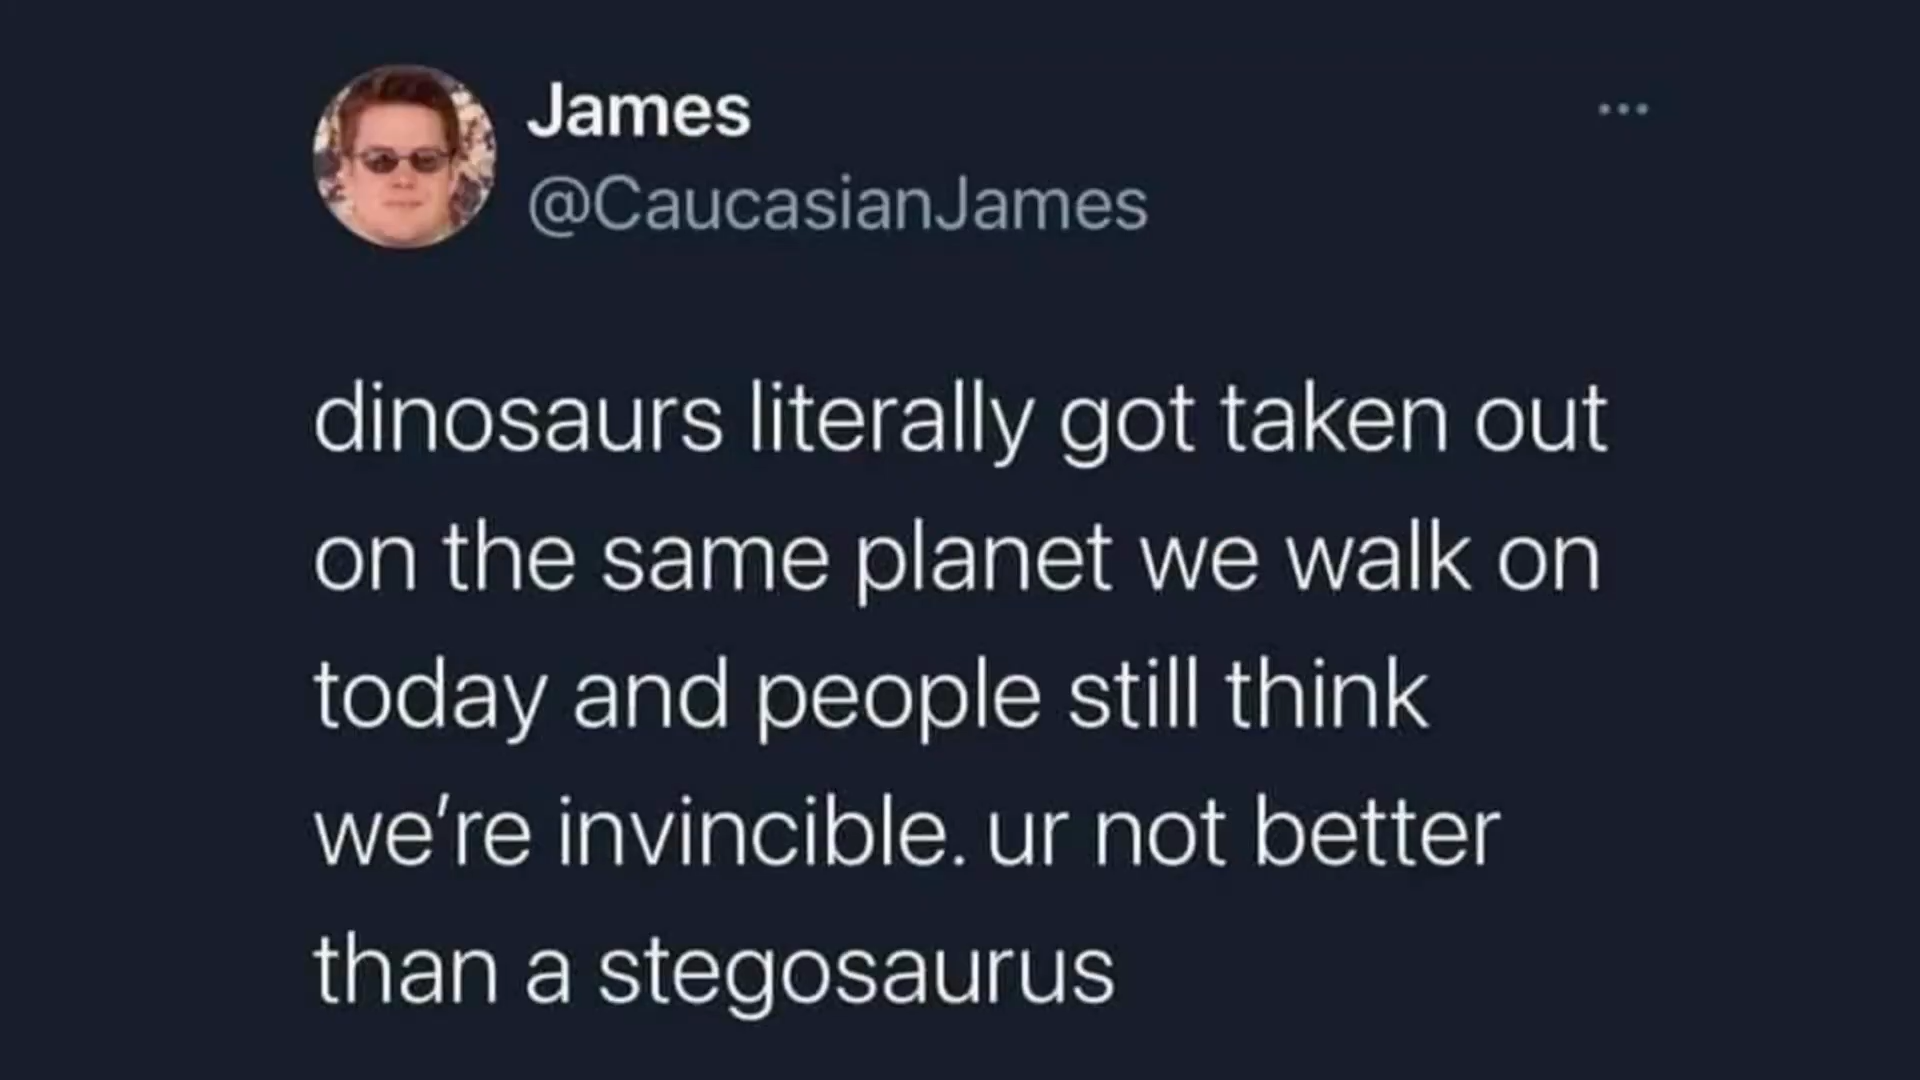 James
@CaucasianJames
dinosaurs literally got taken out
on the same planet we walk on
today and people still think
we’re invincible. ur not better
than a stegosaurus